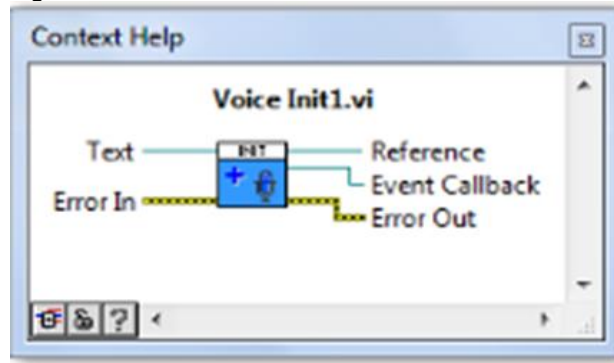 Context Help
Voice Init1.vi
Text
INIT
Reference
Event Callback
Error In
Error Out
?